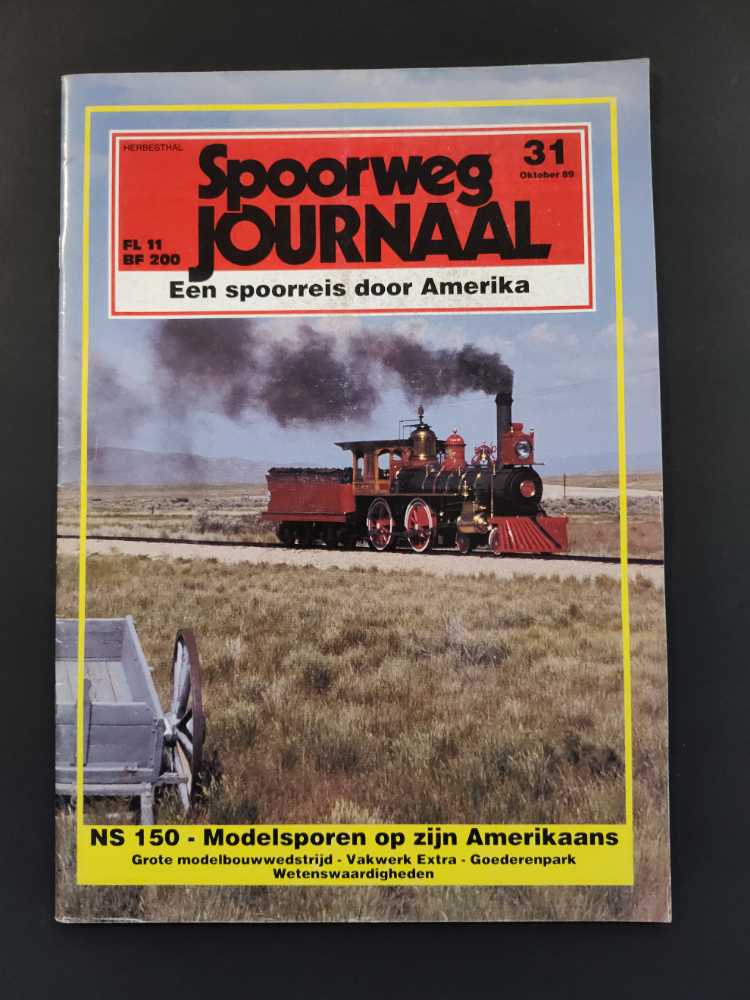 HERBESTHAL
Spoorweg
JOURNAAL
31
Oktober 89
FL 11
BF 200
Een spoorreis door Amerika
NS 150 - Modelsporen op zijn Amerikaans
Grote modelbouwwedstrijd - Vakwerk Extra - Goederenpark
Wetenswaardigheden